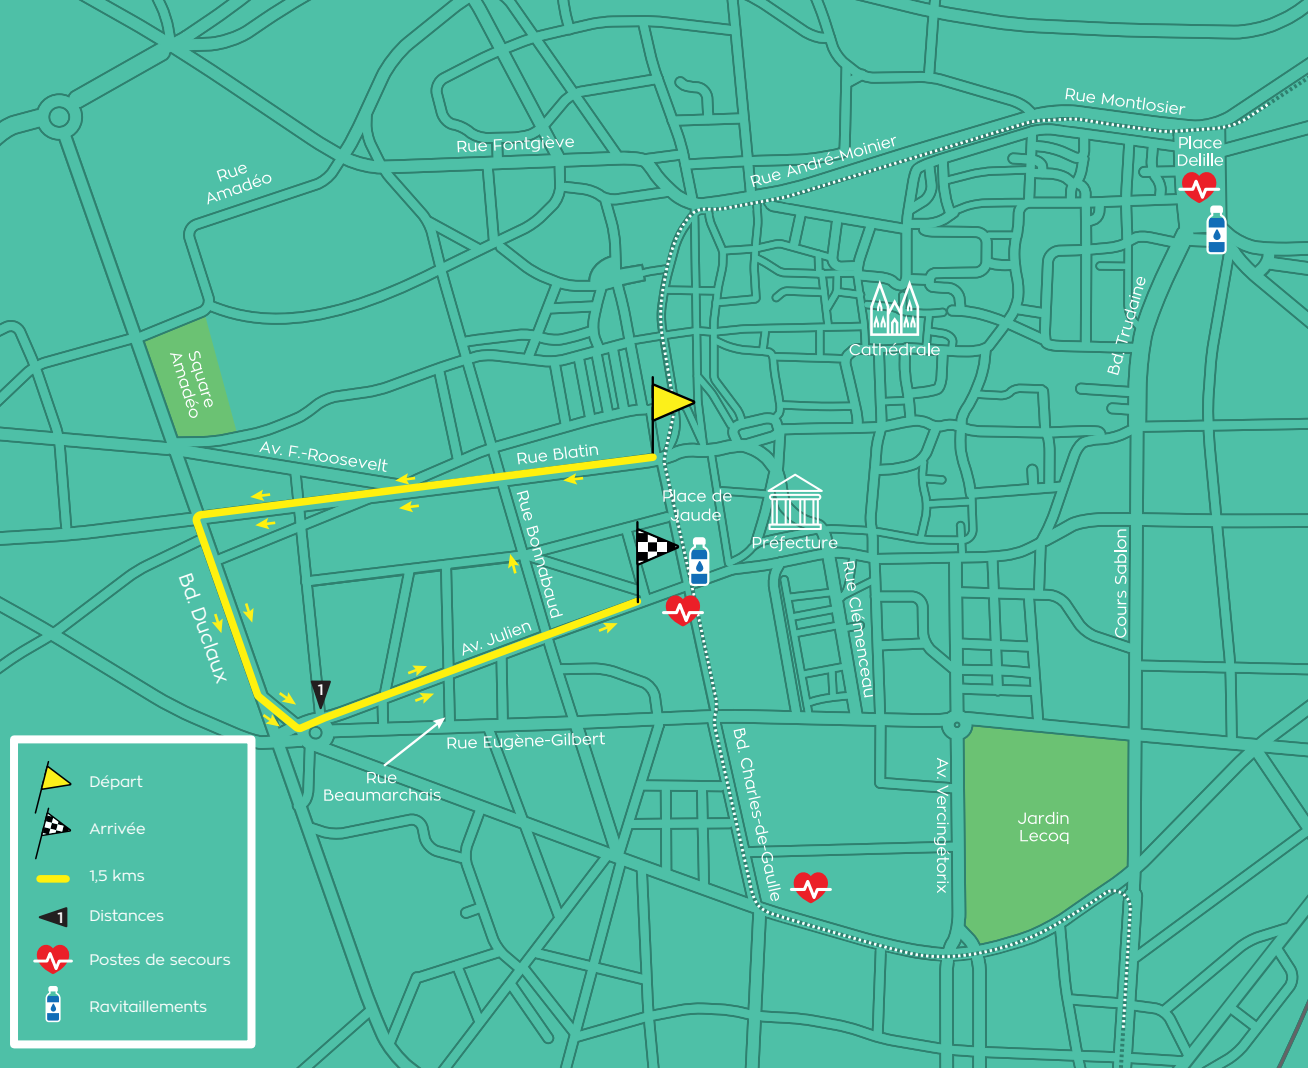 Rue Montlosier
Rue Fontgiève
Rue André-Moinier
Place
Delille
Rue
Amadéo
Bd. Trudaine
Cathédrale
Square
Amadéo
Av. F.-Roosevelt
Rue Blatin
Place de
Jaude
Rue Bonnabaud
Préfecture
Cours Sablon
Rue Clémenceau
Bd. Duclaux
Av. Julien
1
Rue Eugène-Gilbert
Rue
Beaumarchais
Bd. Charles-de-Gaulle
Av. Vercingétorix
Jardin
Lecoq
Départ
Arrivée
1,5 kms
1
Distances
Postes de secours
Ravitaillements